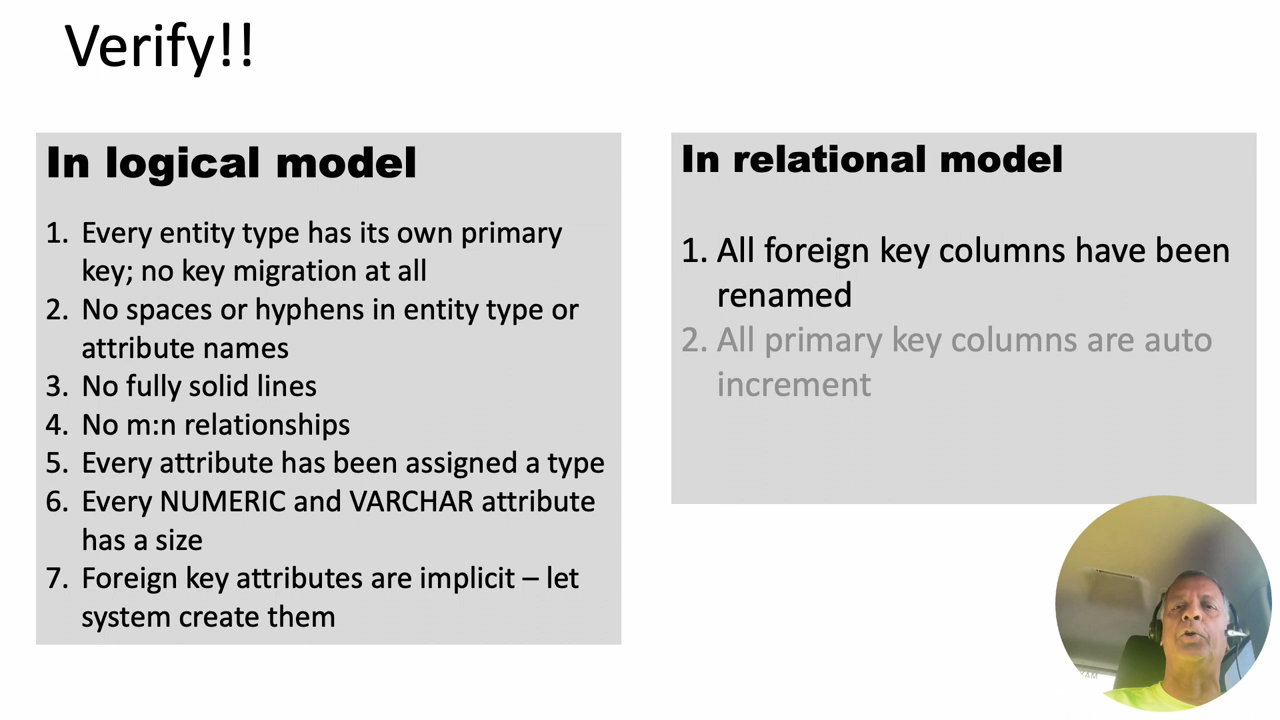 Verify!!
In logical model
1. Every entity type has its own primary
key; no key migration at all
2. No spaces or hyphens in entity type or
attribute names
3. No fully solid lines
4. No m:n relationships
5. Every attribute has been assigned a type
6. Every NUMERIC and VARCHAR attribute
has a size
7. Foreign key attributes are implicit – let
system create them
In relational model
1. All foreign key columns have been
renamed
2. All primary key columns are auto
increment